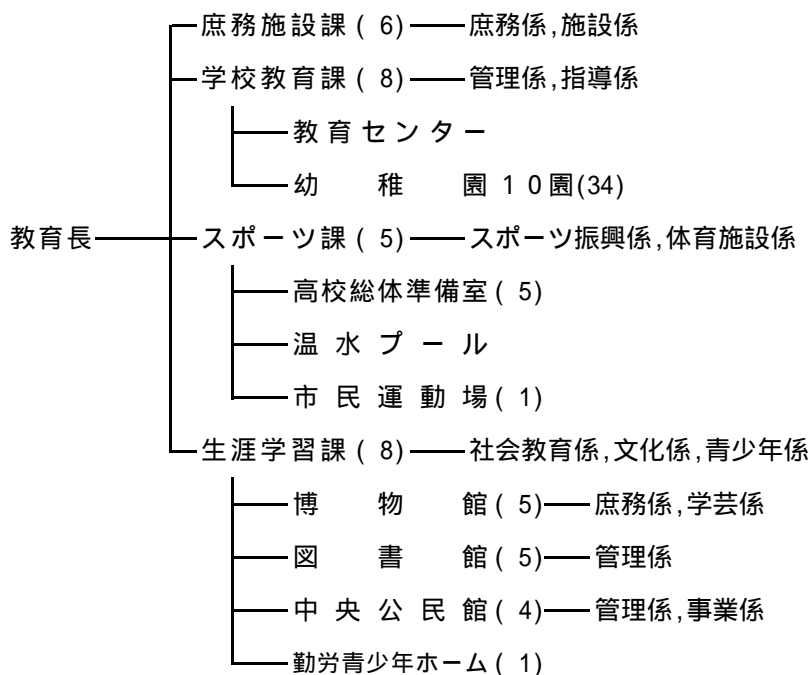 庶務施設課( 6) 庶務係,施設係
学校教育課( 8) 管理係,指導係
教育センター
幼稚園10園(34)
教育長 スポーツ課( 5) スポーツ振興係,体育施設係
高校総体準備室( 5)
温水プール
市民運動場( 1)
生涯学習課( 8) 社会教育係,文化係,青少年係
博物館( 5) 庶務係,学芸係
図書館( 5) 管理係
中央公民館( 4) 管理係,事業係
勤労青少年ホーム( 1)